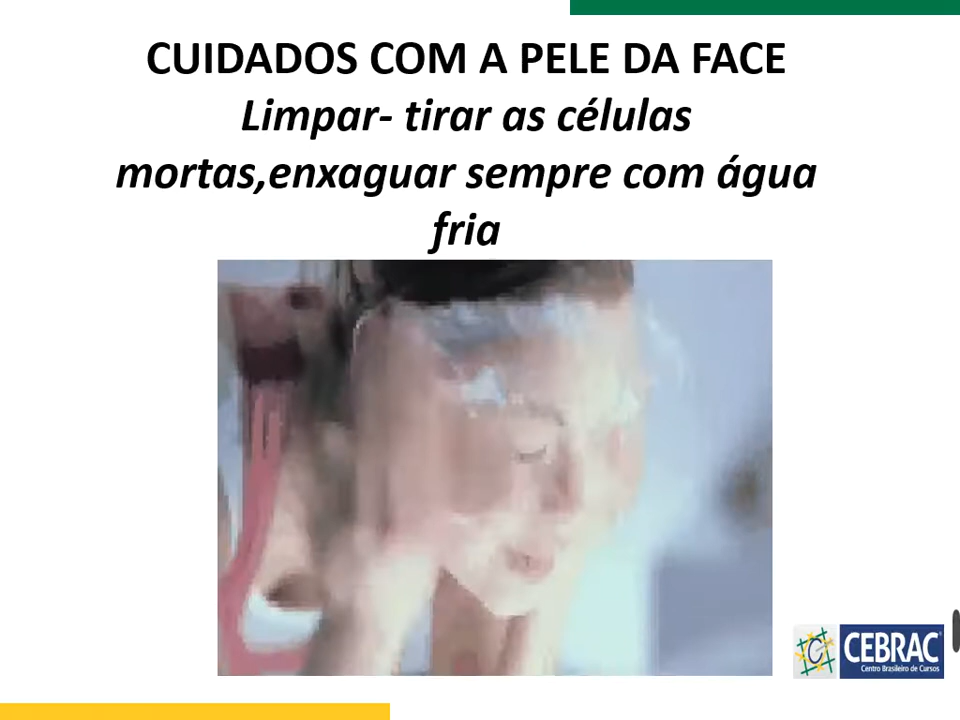 CUIDADOS COM A PELE DA FACE
Limpar- tirar as células
mortas,enxaguar sempre com água
fria
CEBRAC
Centro Brasileiro de Cursos